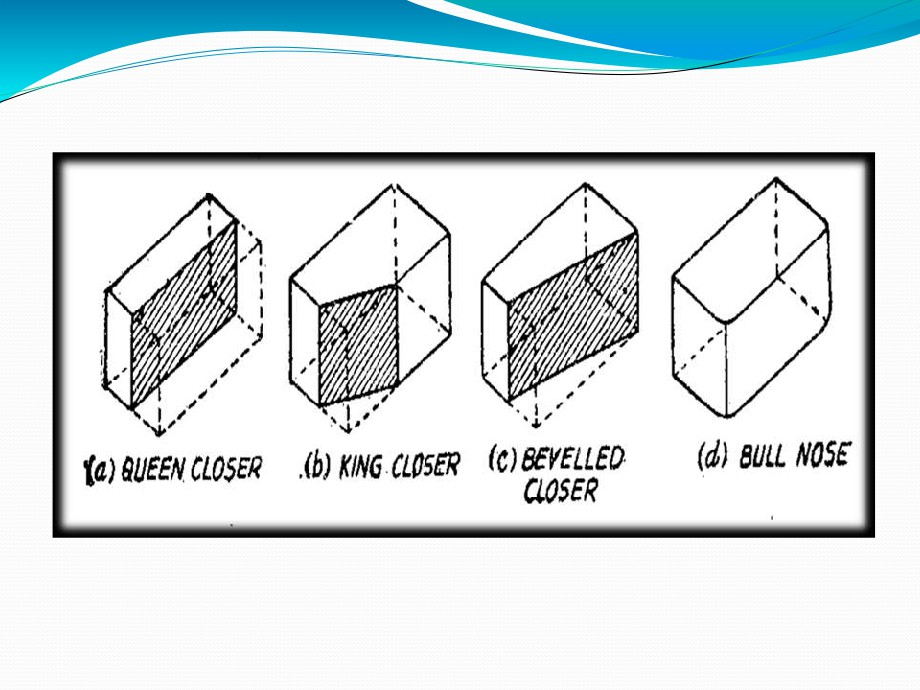 (a) QUEEN CLOSER
(b) KING CLOSER
(c) BEVELLED
CLOSER
(d) BULL NOSE